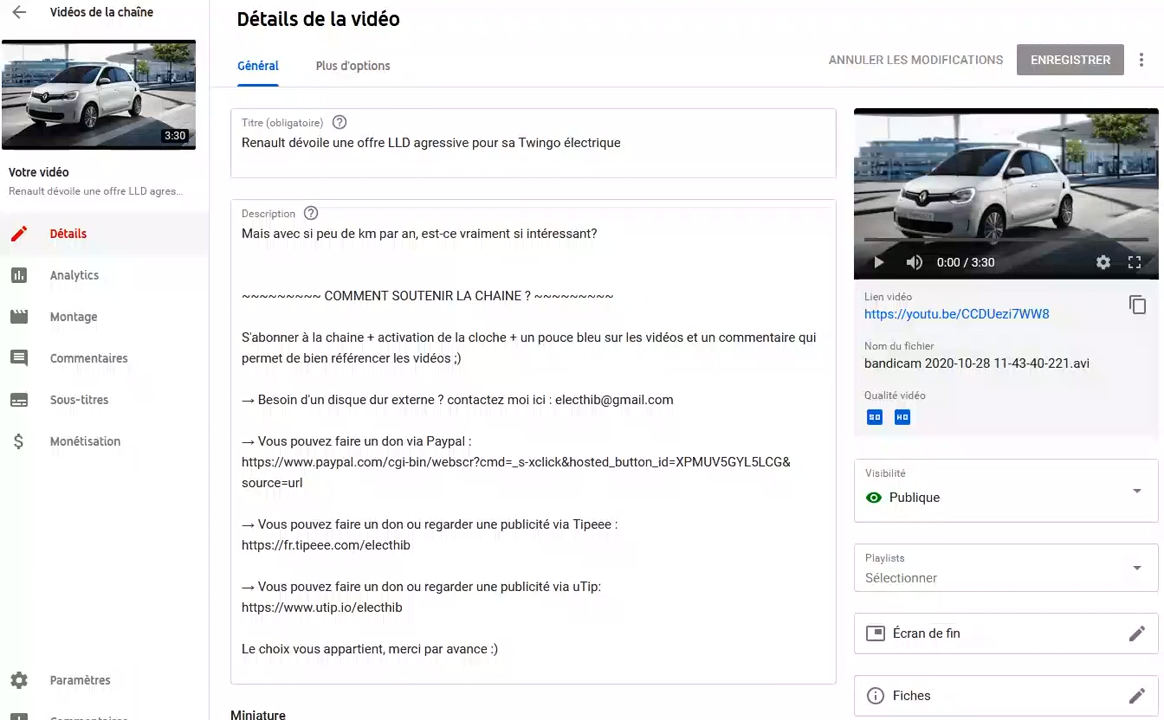 Vidéos de la chaîne
3:30
Votre vidéo
Renault dévoile une offre LLD agres...
Détails
Analytics
Montage
Commentaires
Sous-titres
Monétisation
Paramètres
Commentaires
Détails de la vidéo
Général
Plus d'options
ANNULER LES MODIFICATIONS
ENREGISTRER
Titre (obligatoire)
Renault dévoile une offre LLD agressive pour sa Twingo électrique
Description
Mais avec si peu de km par an, est-ce vraiment si intéressant?
~~~~~~~~~ COMMENT SOUTENIR LA CHAINE ? ~~~~~~~~~
S'abonner à la chaine + activation de la cloche + un pouce bleu sur les vidéos et un commentaire qui
permet de bien référencer les vidéos ;)
→ Besoin d'un disque dur externe ? contactez moi ici : electhib@gmail.com
→ Vous pouvez faire un don via Paypal :
https://www.paypal.com/cgi-bin/webscr?cmd=_s-xclick&hosted_button_id=XPMUV5GYL5LCG&
source=url
→ Vous pouvez faire un don ou regarder une publicité via Tipeee :
https://fr.tipeee.com/electhib
→ Vous pouvez faire un don ou regarder une publicité via uTip:
https://www.utip.io/electhib
Le choix vous appartient, merci par avance :)
Miniature
0:00 / 3:30
Lien vidéo
https://youtu.be/CCDUezi7WW8
Nom du fichier
bandicam 2020-10-28 11-43-40-221.avi
Qualité vidéo
SD HD
Visibilité
Publique
Playlists
Sélectionner
Écran de fin
Fiches